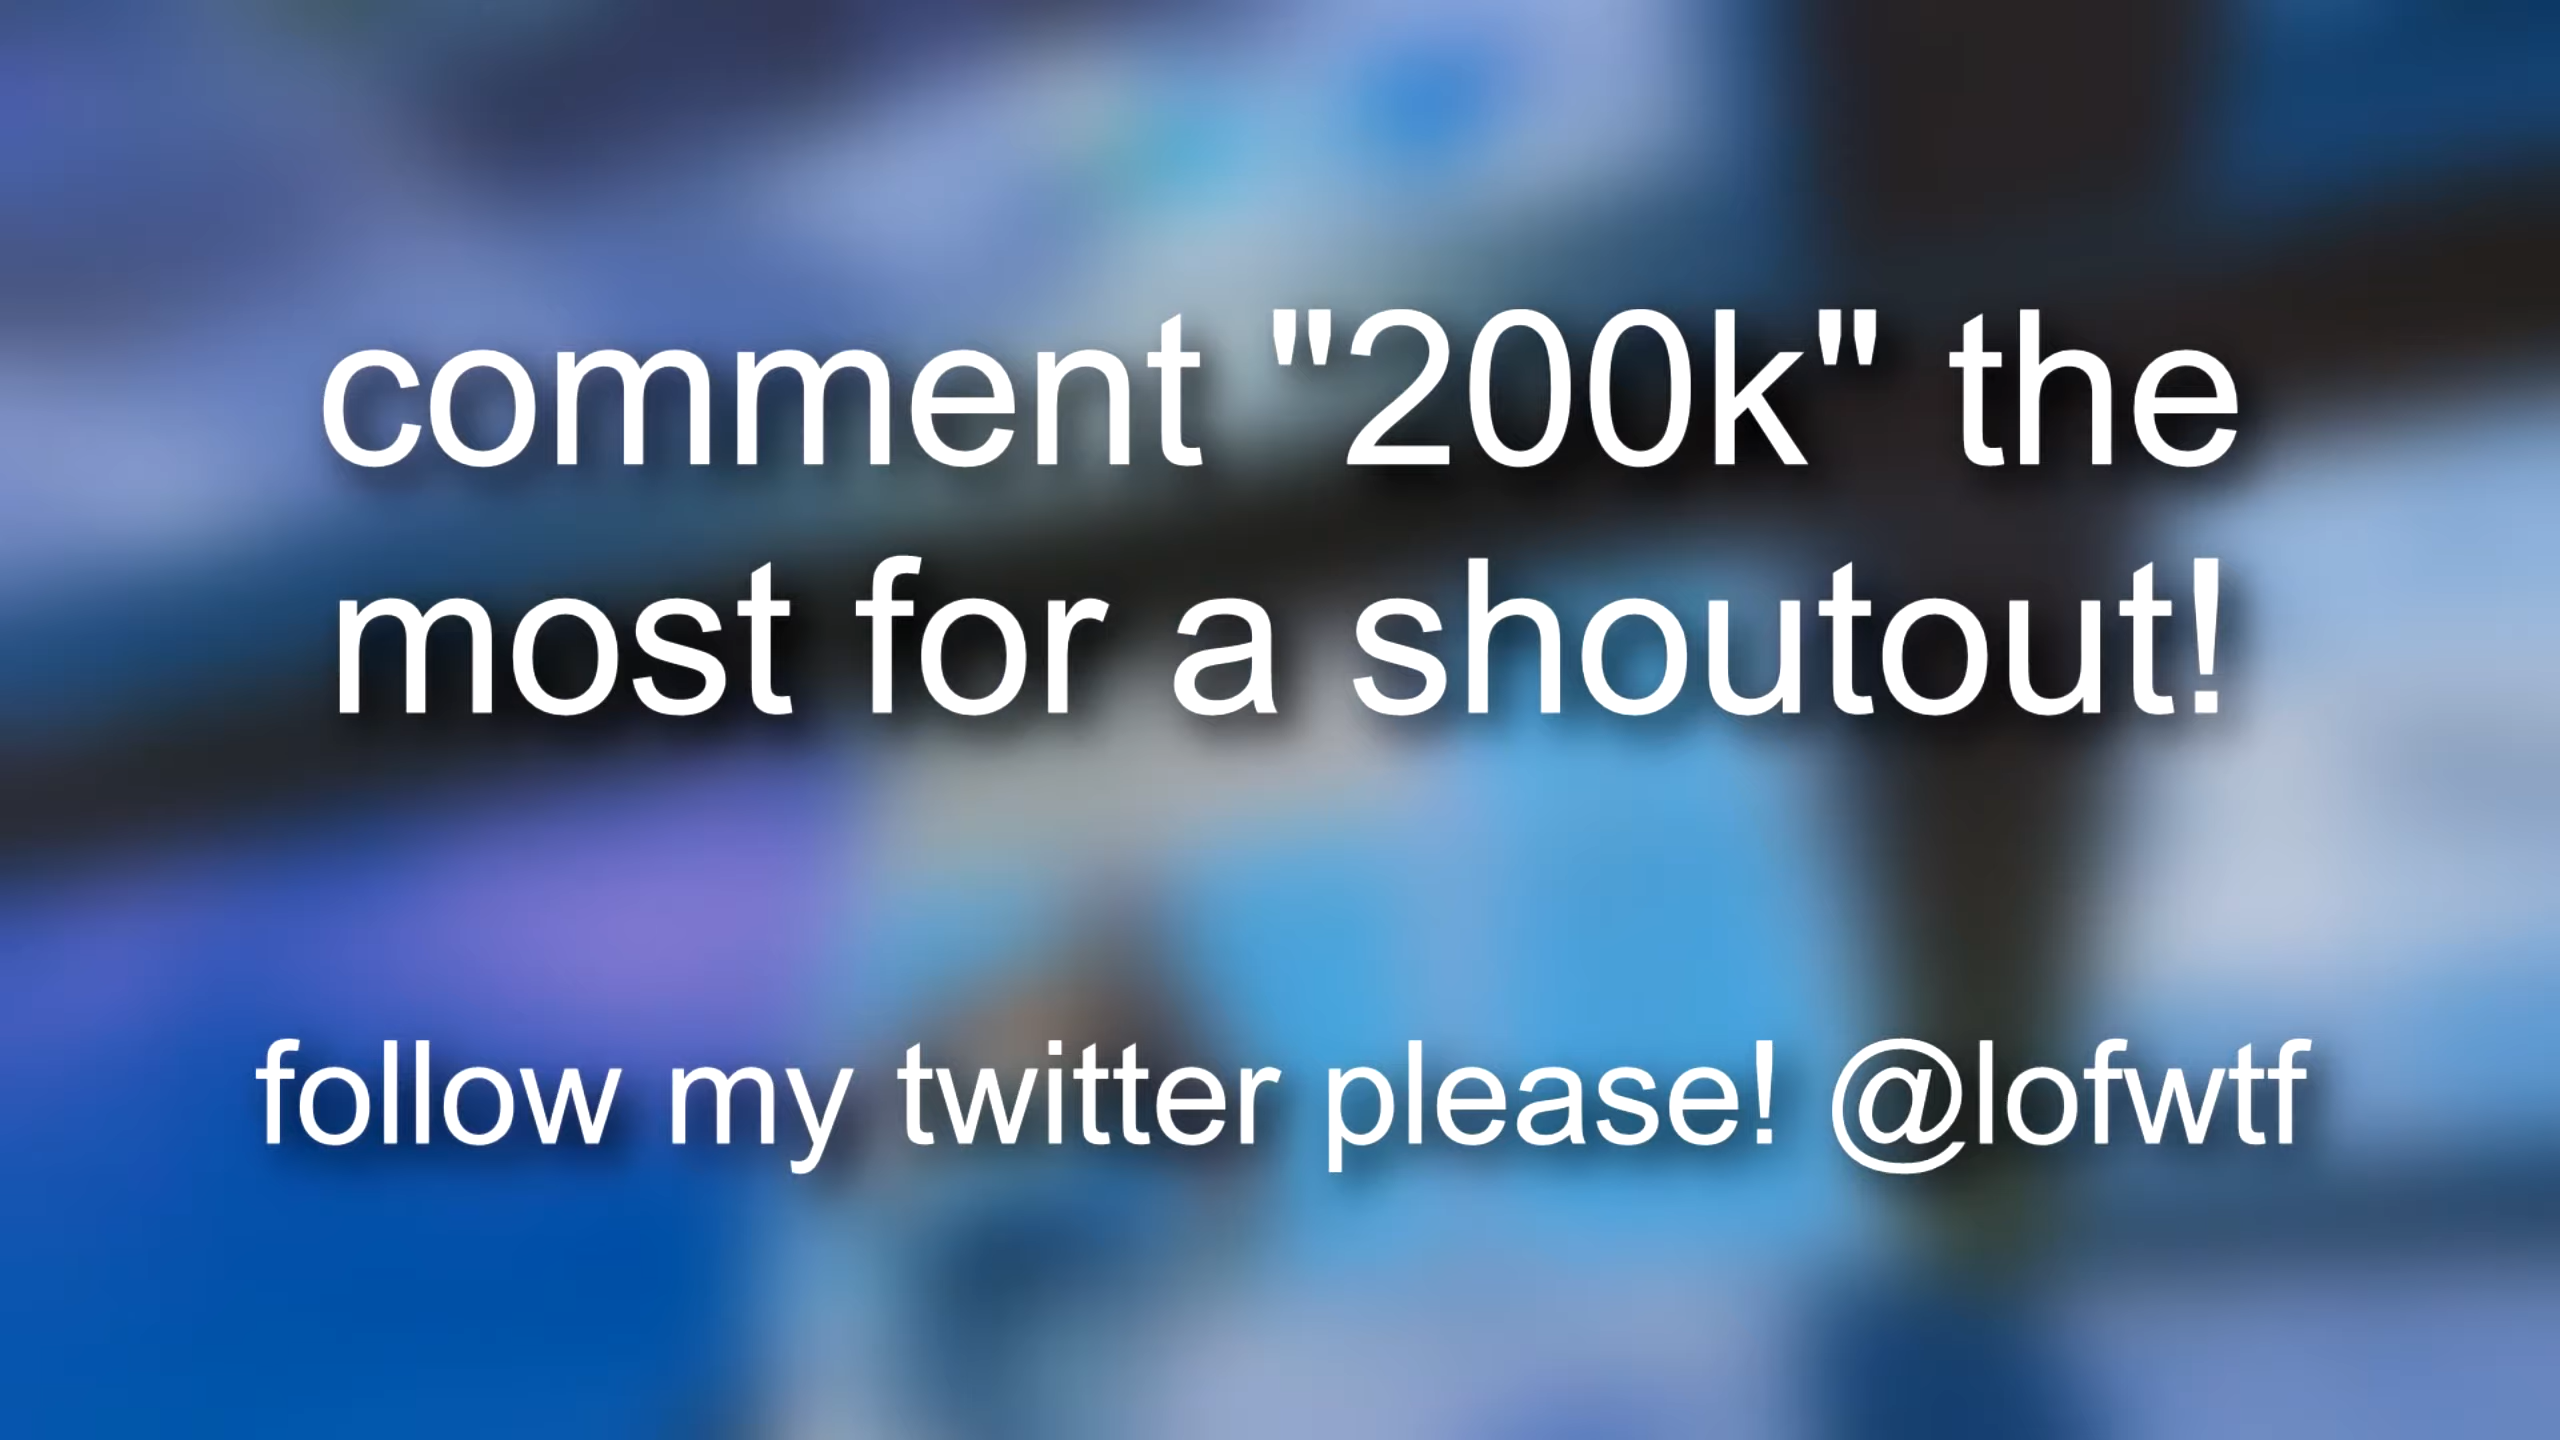 comment "200k" the
most for a shoutout!
follow my twitter please! @lofwtf